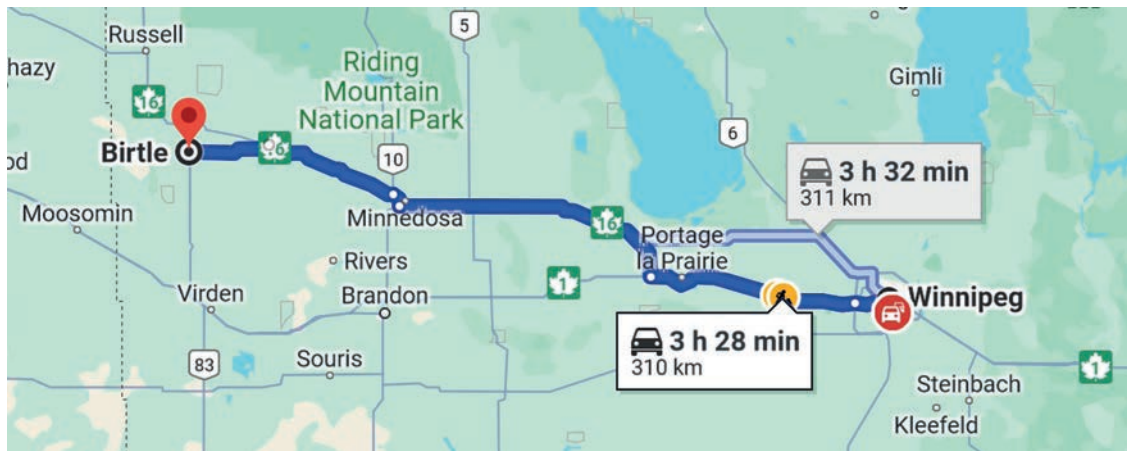 Russell
5
hazy
Riding
Mountain
National Park
Gimli
16
6
Birtle
16
10
3 h 32 min
311 km
od
Moosomin
Minnedosa
16
Portage
la Prairie
Rivers
1
Virden
Brandon
Winnipeg
3 h 28 min
310 km
83
Souris
1
Steinbach
Kleefeld